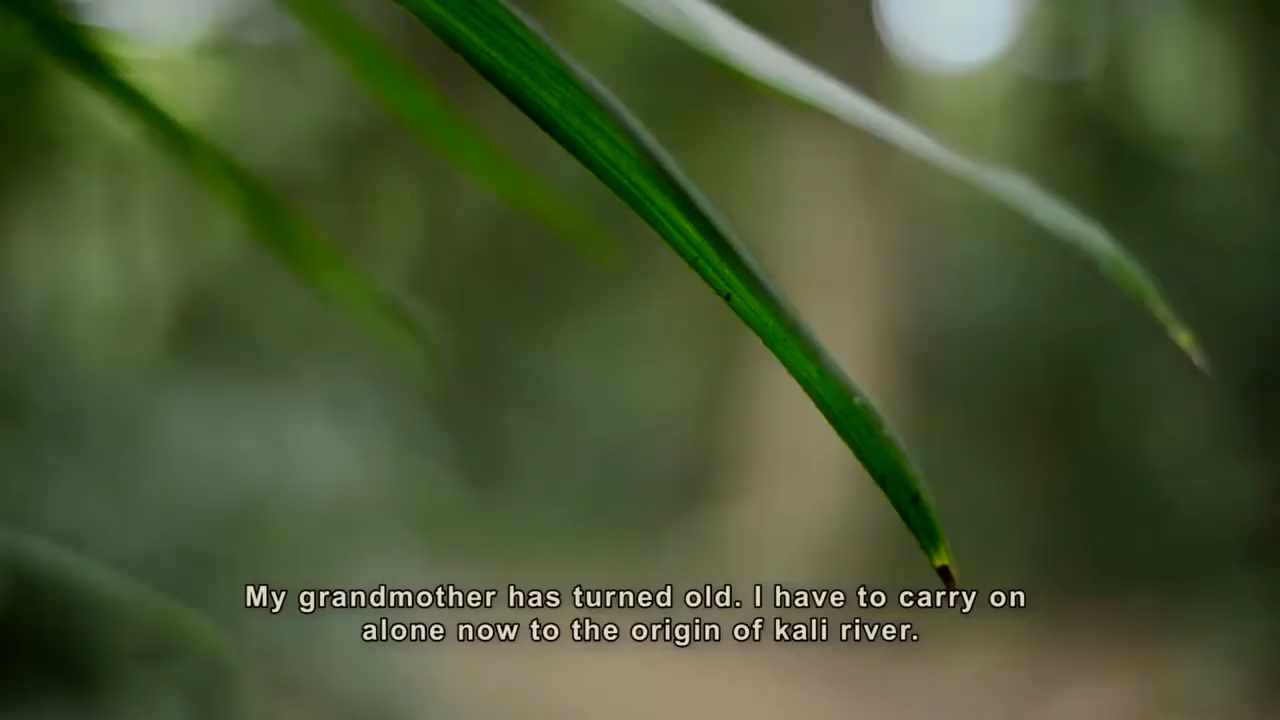 My grandmother has turned old. I have to carry on
alone now to the origin of kali river.